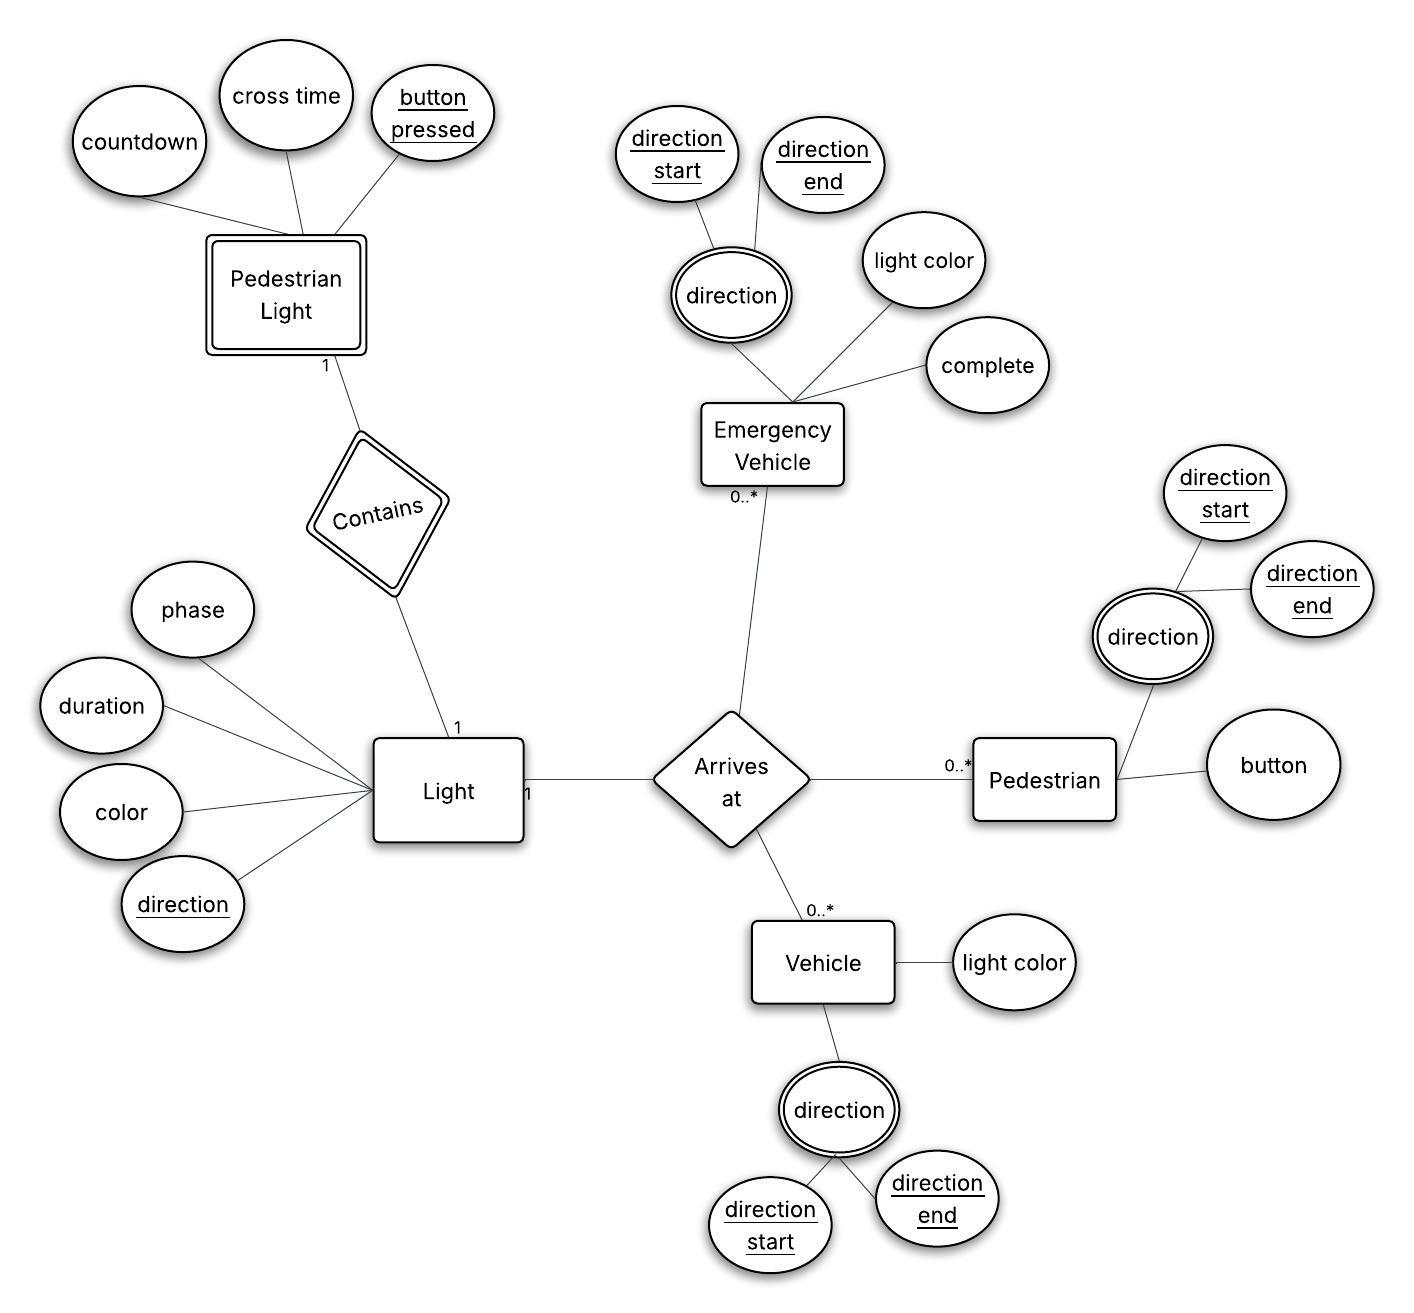 cross time
button
pressed
countdown
direction
start
direction
end
light color
Pedestrian
Light
direction
1
complete
Emergency
Vehicle
0..*
Contains
direction
start
direction
end
phase
direction
duration
1
Light
1
Arrives
at
0..*
Pedestrian
button
color
direction
0..*
Vehicle
light color
direction
direction
start
direction
end